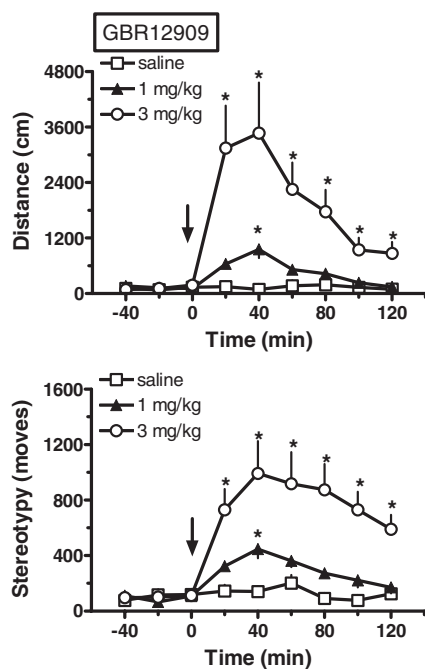 GBR12909
4800
3600
2400
1200
0
Distance (cm)
saline
1 mg/kg
3 mg/kg
* * * * * *
*
-40 0 40 80 120
Time (min)
1600
1200
800
400
0
Stereotypy (moves)
saline
1 mg/kg
3 mg/kg
* * * * * *
*
-40 0 40 80 120
Time (min)